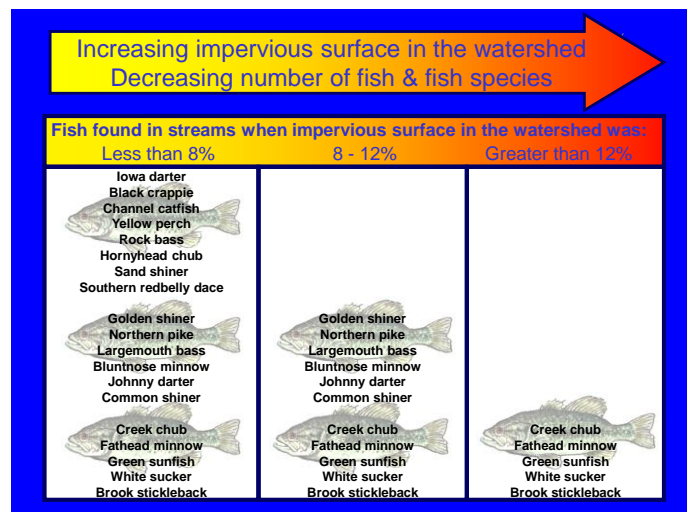 Increasing impervious surface in the watershed
Decreasing number of fish & fish species
Fish found in streams when impervious surface in the watershed was:
Less than 8%
8 - 12%
Greater than 12%
Iowa darter
Black crappie
Channel catfish
Yellow perch
Rock bass
Hornyhead chub
Sand shiner
Southern redbelly dace
Golden shiner
Northern pike
Largemouth bass
Bluntnose minnow
Johnny darter
Common shiner
Creek chub
Fathead minnow
Green sunfish
White sucker
Brook stickleback
Golden shiner
Northern pike
Largemouth bass
Bluntnose minnow
Johnny darter
Common shiner
Creek chub
Fathead minnow
Green sunfish
White sucker
Brook stickleback
Creek chub
Fathead minnow
Green sunfish
White sucker
Brook stickleback